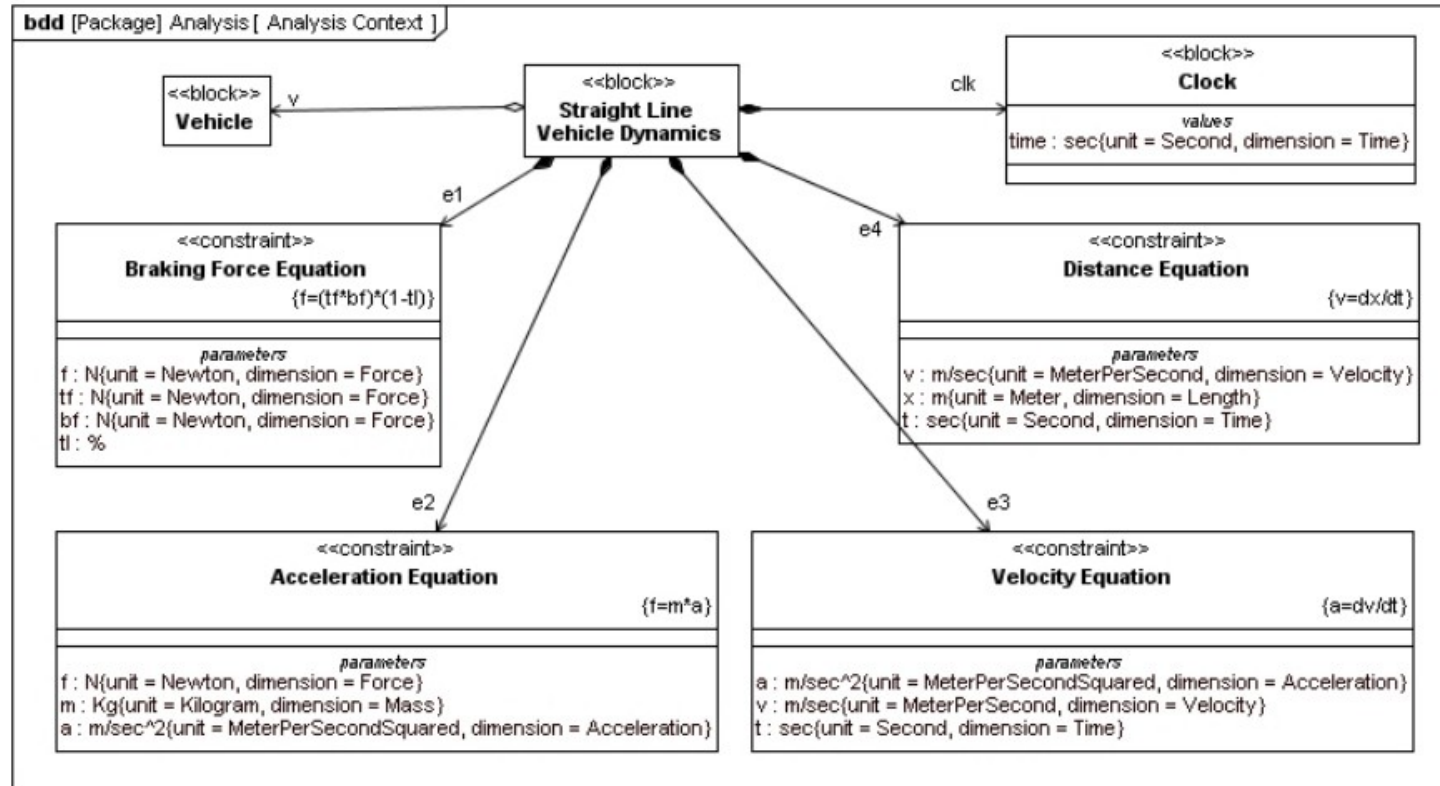 bdd [Package] Analysis [ Analysis Context ]
<<block>>
Vehicle
v
<<block>>
Straight Line
Vehicle Dynamics
clk
<<block>>
Clock
values
time : sec{unit = Second, dimension = Time}
e1
e4
<<constraint>>
Braking Force Equation
{f=(tf*bf)*(1-tl)}
parameters
f : N{unit = Newton, dimension = Force}
tf : N{unit = Newton, dimension = Force}
bf : N{unit = Newton, dimension = Force}
tl : %
<<constraint>>
Distance Equation
{v=dx/dt}
parameters
v : m/sec{unit = MeterPerSecond, dimension = Velocity}
x : m{unit = Meter, dimension = Length}
t : sec{unit = Second, dimension = Time}
e2
e3
<<constraint>>
Acceleration Equation
{f=m*a}
parameters
f : N{unit = Newton, dimension = Force}
m : Kg{unit = Kilogram, dimension = Mass}
a : m/sec^2{unit = MeterPerSecondSquared, dimension = Acceleration}
<<constraint>>
Velocity Equation
{a=dv/dt}
parameters
a : m/sec^2{unit = MeterPerSecondSquared, dimension = Acceleration}
v : m/sec{unit = MeterPerSecond, dimension = Velocity}
t : sec{unit = Second, dimension = Time}